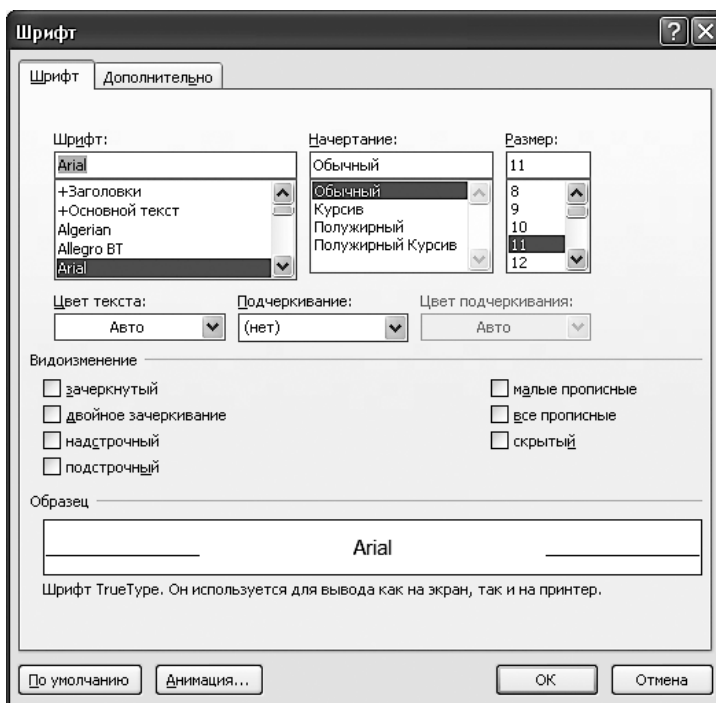 Шрифт
Шрифт Дополнительно
Шрифт: Начертание: Размер:
Arial Обычный 11
+Заголовки Обычный 8
+Основной текст Курсив 9
Algerian Полужирный 10
Allegro BT Полужирный Курсив 11
Arial 12
Цвет текста: Подчеркивание: Цвет подчеркивания:
Авто (нет) Авто
Видоизменение
зачеркнутый малые прописные
двойное зачеркивание все прописные
надстрочный скрытый
подстрочный
Образец
Arial
Шрифт TrueType. Он используется для вывода как на экран, так и на принтер.
По умолчанию Анимация... ОК Отмена